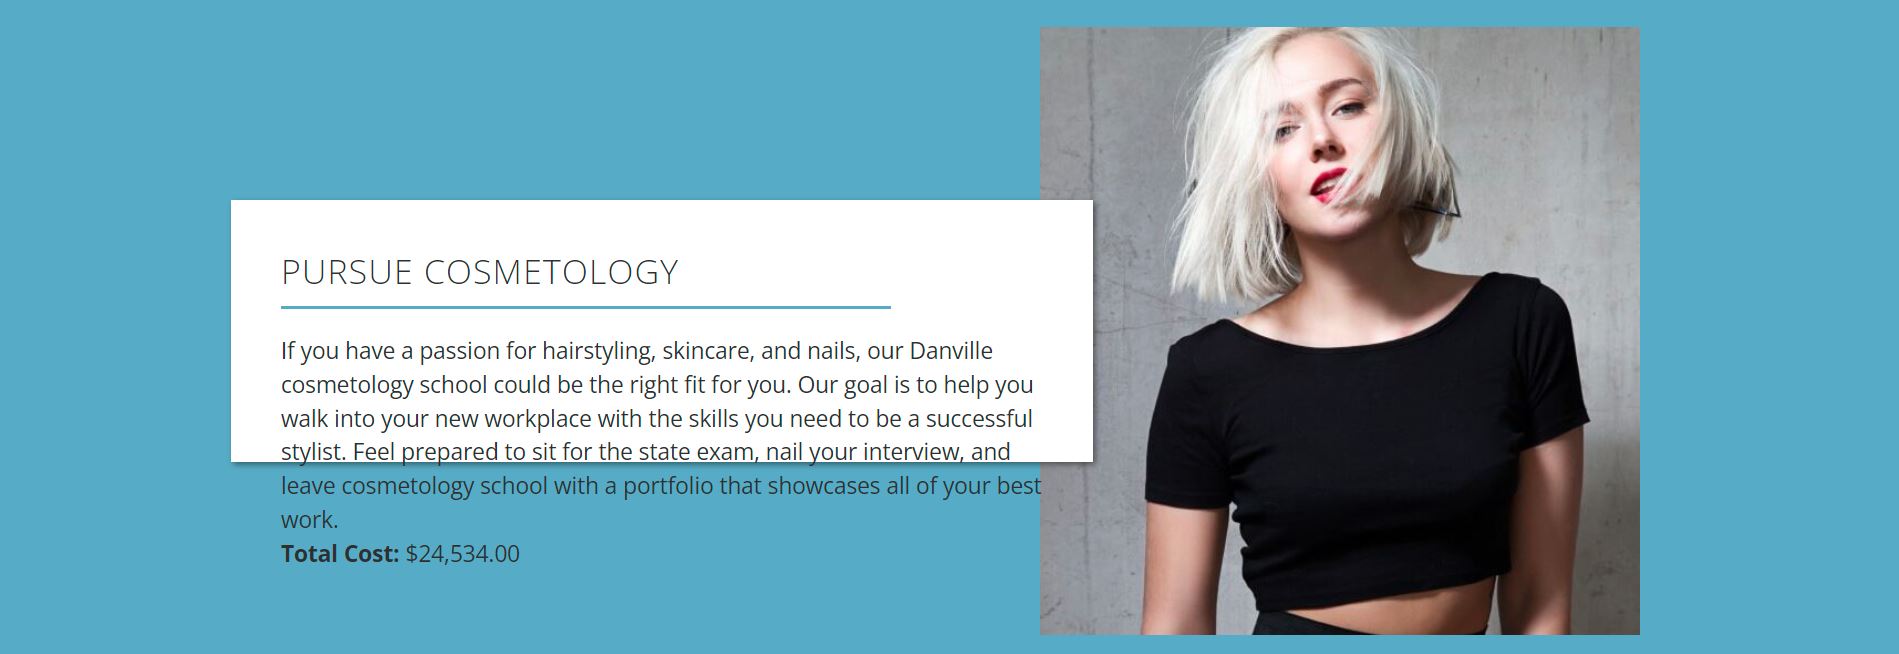 PURSUE COSMETOLOGY
If you have a passion for hairstyling, skincare, and nails, our Danville
cosmetology school could be the right fit for you. Our goal is to help you
walk into your new workplace with the skills you need to be a successful
stylist. Feel prepared to sit for the state exam, nail your interview, and
leave cosmetology school with a portfolio that showcases all of your best
work.
Total Cost: $24,534.00